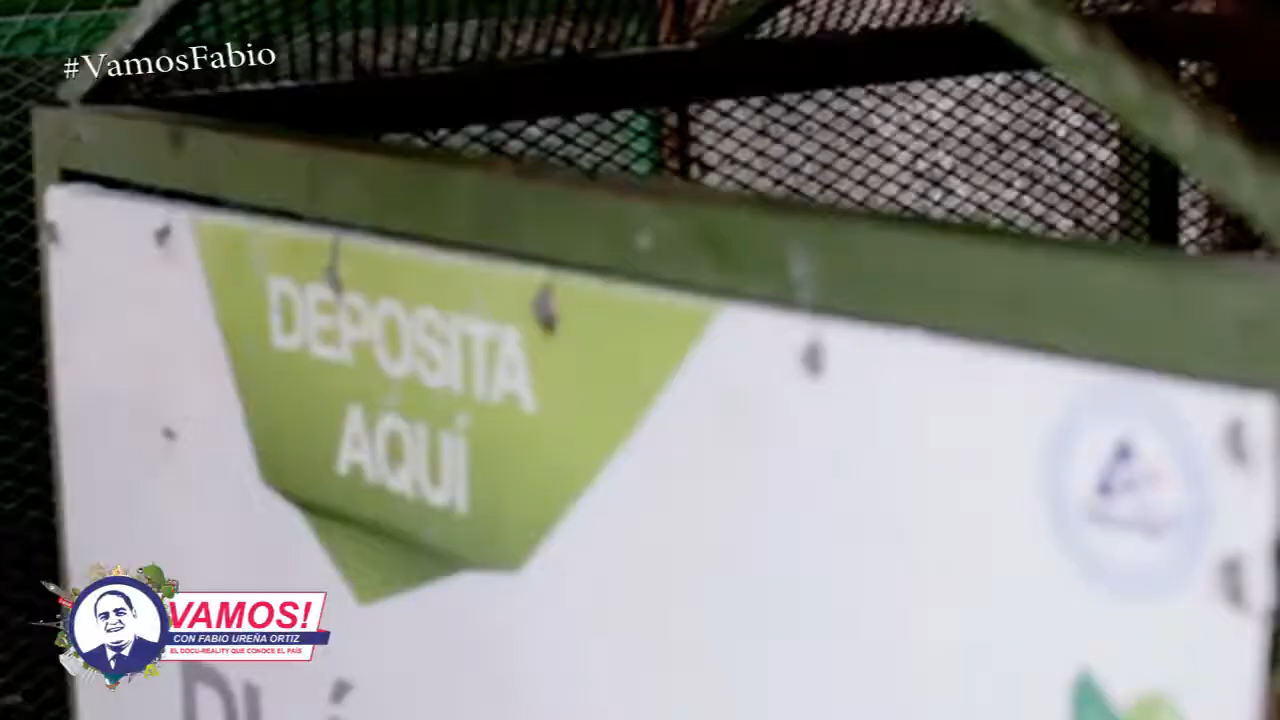 #VamosFabio
DEPOSITA
AQUÍ
VAMOS!
CON FABIO UREÑA ORTIZ
EL DOCU-REALITY QUE CONOCE EL PAÍS